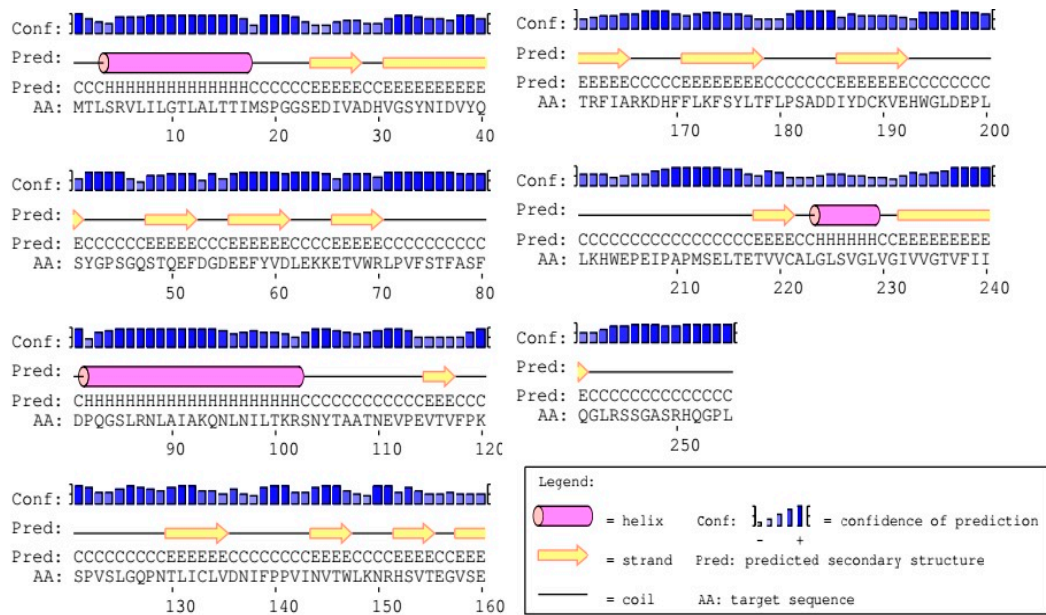 Conf:
Pred:
Pred: CCCHHHHHHHHHHHHHHCCCCCCEEEEECCEEEEEEEEEE
AA: MTLSRVLILGTLALTTIMSPGGSEDIVADHVGSYNIDVYQ
10 20 30 40
Conf:
Pred:
Pred: ECCCCCCEEEEECCCEEEEEECCCCEEEEECCCCCCCCCC
AA: SYGPSGQSTQEFDGDEEFYVDLEKKETVWRLPVFSTFASF
50 60 70 80
Conf:
Pred:
Pred: CHHHHHHHHHHHHHHHHHHHHHCCCCCCCCCCCCEEECCC
AA: DPQGSLRNLAIAKQNLNILTKRSNYTAATNEVPEVTVFPK
90 100 110 120
Conf:
Pred:
Pred: CCCCCCCCCEEEEEECCCCCCCCEEEECCCCEEEECCEEE
AA: SPVSLGQPNTLICLVDNIFPPVINVTWLKNRHSVTEGVSE
130 140 150 160
Conf:
Pred:
Pred: EEEEECCCCCEEEEEEEECCCCCCCEEEEEEECCCCCCCC
AA: TRFIARKDHFFLKFSYLTFLPSADDIYDCKVEHWGLDEPL
170 180 190 200
Conf:
Pred:
Pred: CCCCCCCCCCCCCCCCCEEEECCHHHHHHCCEEEEEEEEE
AA: LKHWEPEIPAPMSELTETVVCALGLSVGLVGIVVGTVFII
210 220 230 240
Conf:
Pred:
Pred: ECCCCCCCCCCCCCC
AA: QGLRSSGASRHQGPL
250
Legend:
= helix Conf: = confidence of prediction
- +
= strand Pred: predicted secondary structure
= coil AA: target sequence